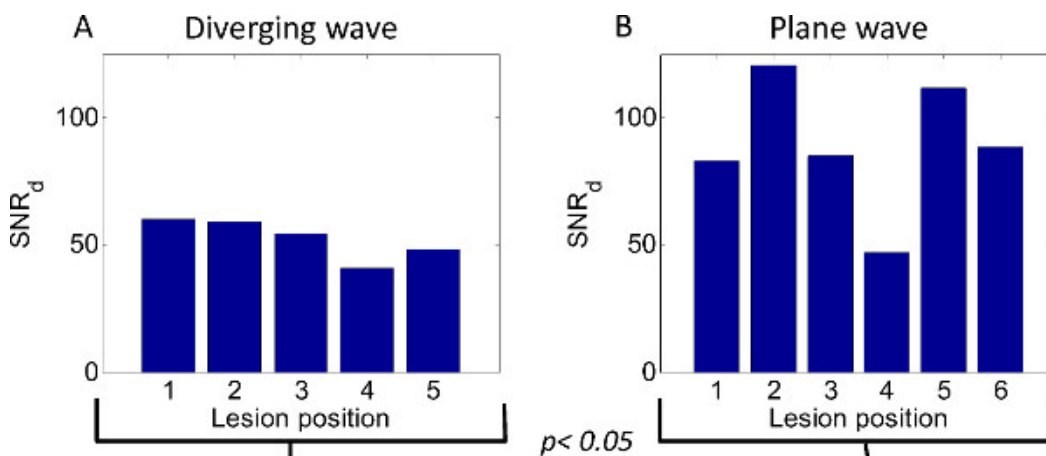 A Diverging wave
100
50
0
SNRd
1 2 3 4 5
Lesion position
B Plane wave
100
50
0
SNRd
1 2 3 4 5 6
Lesion position
p< 0.05